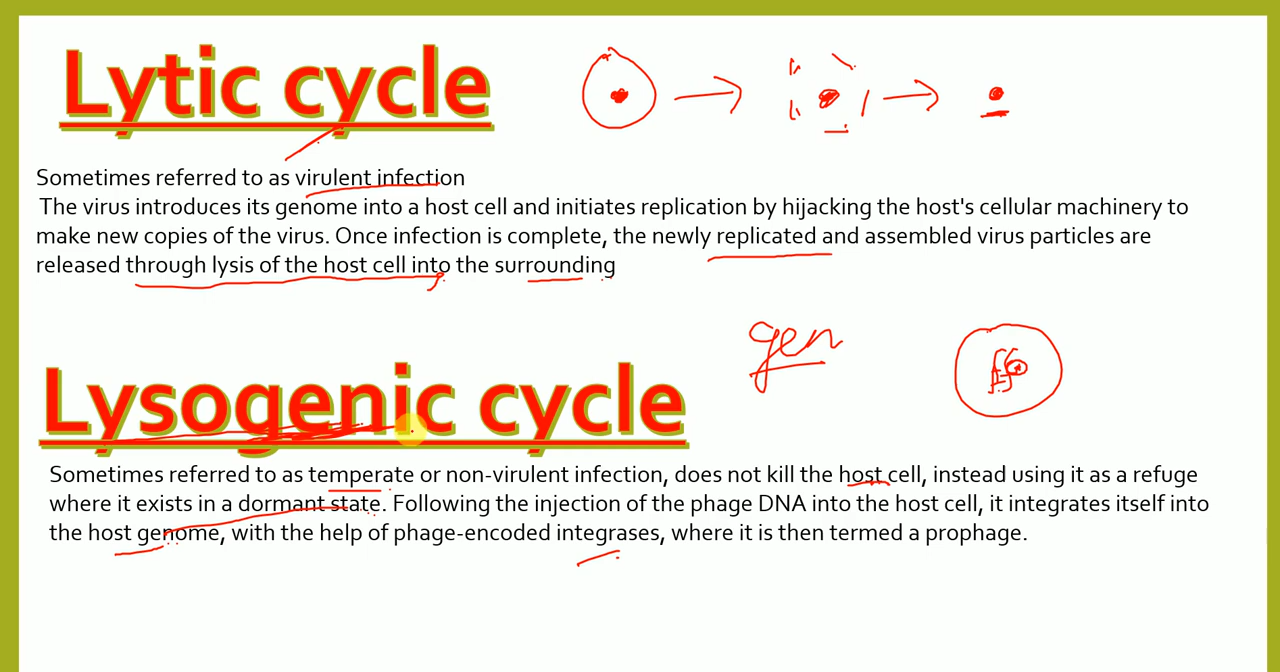 Lytic cycle
Sometimes referred to as virulent infection
The virus introduces its genome into a host cell and initiates replication by hijacking the host's cellular machinery to
make new copies of the virus. Once infection is complete, the newly replicated and assembled virus particles are
released through lysis of the host cell into the surrounding
gen
Lysogenic cycle
Sometimes referred to as temperate or non-virulent infection, does not kill the host cell, instead using it as a refuge
where it exists in a dormant state. Following the injection of the phage DNA into the host cell, it integrates itself into
the host genome, with the help of phage-encoded integrases, where it is then termed a prophage.